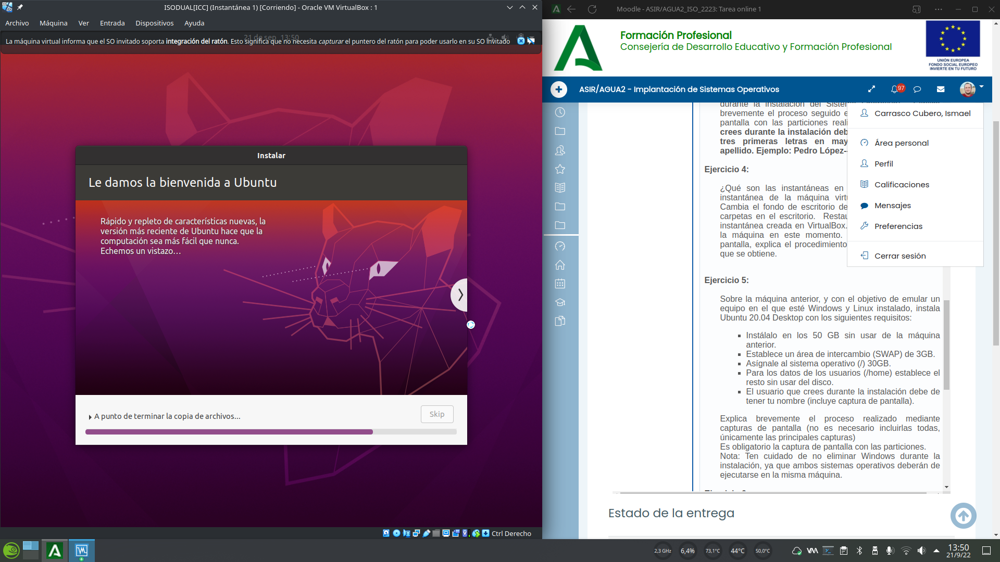 ISODUAL[ICC] (Instantánea 1) [Corriendo] - Oracle VM VirtualBox : 1
Archivo Máquina Ver Entrada Dispositivos Ayuda
21 de sep 13:50
La máquina virtual informa que el SO invitado soporta integración del ratón. Esto significa que no necesita capturar el puntero del ratón para poder usarlo en su SO invitado
Instalar
Le damos la bienvenida a Ubuntu
Rápido y repleto de características nuevas, la
versión más reciente de Ubuntu hace que la
computación sea más fácil que nunca.
Echemos un vistazo…
A punto de terminar la copia de archivos…
Skip
Ctrl Derecho
Moodle - ASIR/AGUA2_ISO_2223: Tarea online 1
Formación Profesional
Consejería de Desarrollo Educativo y Formación Profesional
UNIÓN EUROPEA
FONDO SOCIAL EUROPEO
INVIERTE EN TU FUTURO
ASIR/AGUA2 - Implantación de Sistemas Operativos
97
durante la instalación del Siste
brevemente el proceso seguido e
pantalla con las particiones reali
crees durante la instalación deb
tres primeras letras en may
apellido. Ejemplo: Pedro López-
Ejercicio 4:
¿Qué son las instantáneas en
instantánea de la máquina virtu
Cambia el fondo de escritorio de
carpetas en el escritorio. Restau
instantánea creada en VirtualBox.
la máquina en este momento.
pantalla, explica el procedimiento
que se obtiene.
Carrasco Cubero, Ismael
Área personal
Perfil
Calificaciones
Mensajes
Preferencias
Cerrar sesión
Ejercicio 5:
Sobre la máquina anterior, y con el objetivo de emular un
equipo en el que esté Windows y Linux instalado, instala
Ubuntu 20.04 Desktop con los siguientes requisitos:
Instálalo en los 50 GB sin usar de la máquina
anterior.
Establece un área de intercambio (SWAP) de 3GB.
Asígnale al sistema operativo (/) 30GB.
Para los datos de los usuarios (/home) establece el
resto sin usar del disco.
El usuario que crees durante la instalación debe de
tener tu nombre (incluye captura de pantalla).
Explica brevemente el proceso realizado mediante
capturas de pantalla (no es necesario incluirlas todas,
únicamente las principales capturas)
Es obligatorio la captura de pantalla con las particiones.
Nota: Ten cuidado de no eliminar Windows durante la
instalación, ya que ambos sistemas operativos deberán de
ejecutarse en la misma máquina.
Estado de la entrega
2,3 GHz
6,4%
73,1°C
44°C
50,0°C
13:50
21/9/22